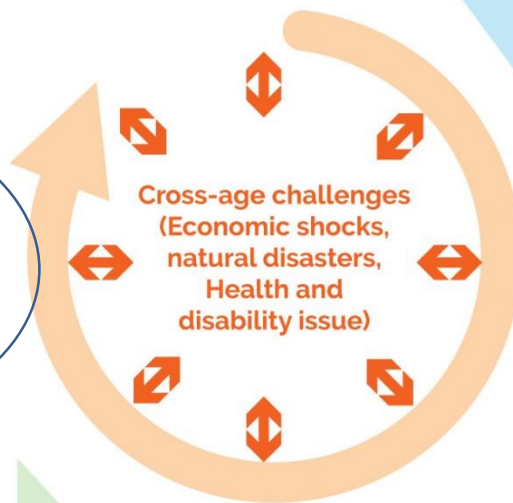 Cross-age challenges
(Economic shocks,
natural disasters,
Health and
disability issue)